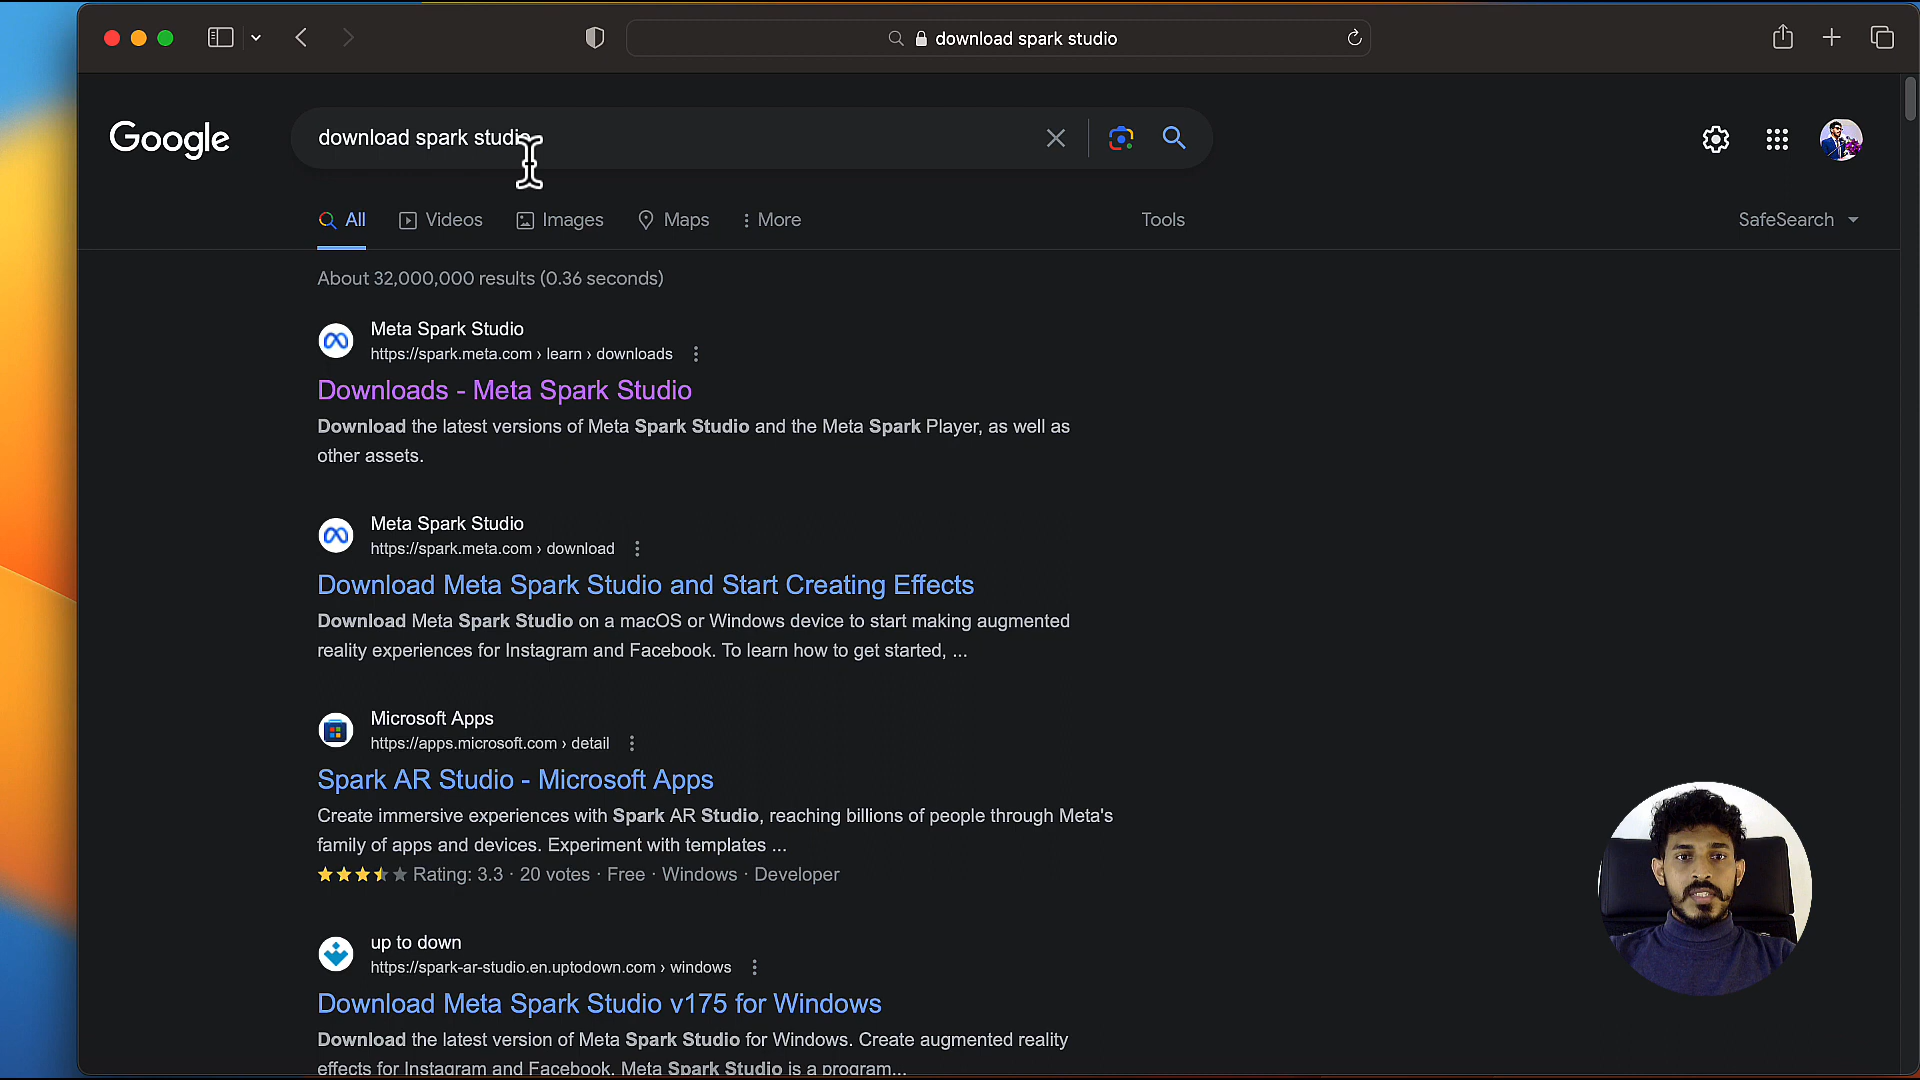 download spark studio
Google
download spark studio
All
Videos
Images
Maps
More
Tools
SafeSearch
About 32,000,000 results (0.36 seconds)
Meta Spark Studio
https://spark.meta.com › learn › downloads
Downloads - Meta Spark Studio
Download the latest versions of Meta Spark Studio and the Meta Spark Player, as well as
other assets.
Meta Spark Studio
https://spark.meta.com › download
Download Meta Spark Studio and Start Creating Effects
Download Meta Spark Studio on a macOS or Windows device to start making augmented
reality experiences for Instagram and Facebook. To learn how to get started, ...
Microsoft Apps
https://apps.microsoft.com › detail
Spark AR Studio - Microsoft Apps
Create immersive experiences with Spark AR Studio, reaching billions of people through Meta's
family of apps and devices. Experiment with templates ...
Rating: 3.3 · 20 votes · Free · Windows · Developer
up to down
https://spark-ar-studio.en.uptodown.com › windows
Download Meta Spark Studio v175 for Windows
Download the latest version of Meta Spark Studio for Windows. Create augmented reality
effects for Instagram and Facebook. Meta Spark Studio is a program...